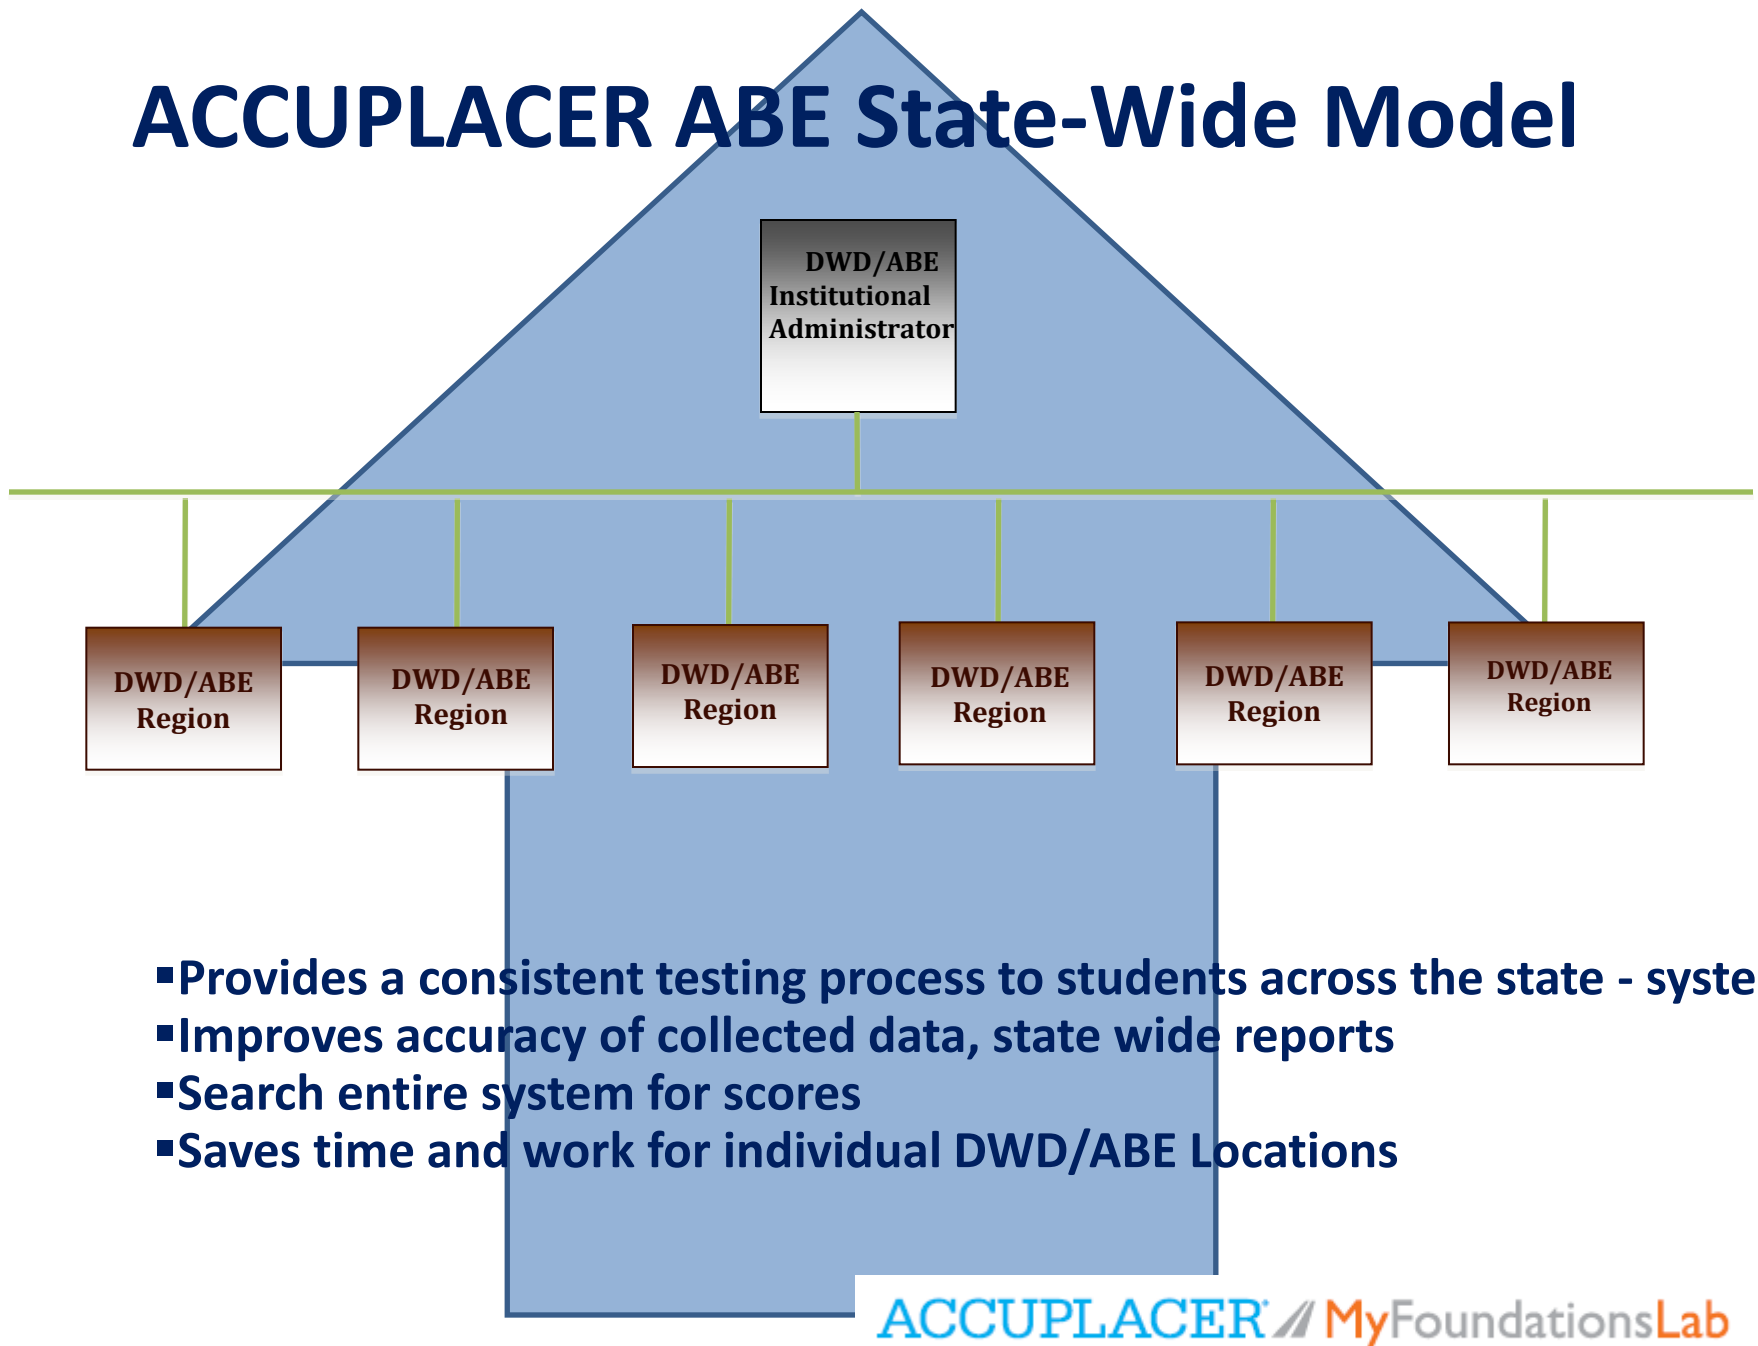 ACCUPLACER ABE State-Wide Model
DWD/ABE
Institutional
Administrator
DWD/ABE
Region
DWD/ABE
Region
DWD/ABE
Region
DWD/ABE
Region
DWD/ABE
Region
DWD/ABE
Region
▪Provides a consistent testing process to students across the state - syste
▪Improves accuracy of collected data, state wide reports
▪Search entire system for scores
▪Saves time and work for individual DWD/ABE Locations
ACCUPLACER® MyFoundationsLab